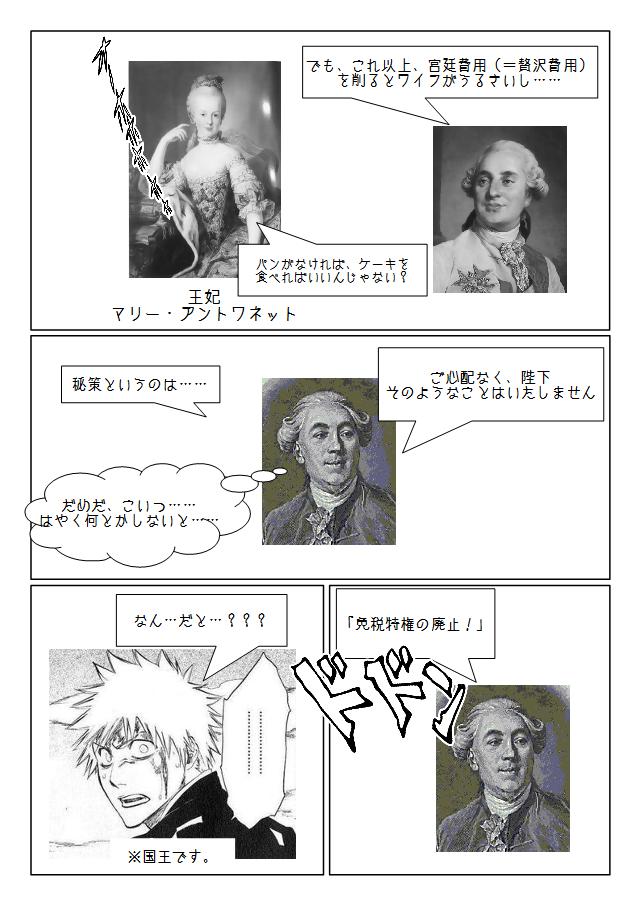 でも、これ以上、宮廷費用（＝贅沢費用）
を削るとワイフがうるさいし……
パンがなければ、ケーキを
食べればいいんじゃない？
王妃
マリー・アントワネット
ご心配なく、陛下
そのようなことはいたしません
秘策というのは……
だめだ、こいつ……
はやく何とかしないと……
「免税特権の廃止！」
ドドン
なん…だと…？？？
…………
※国王です。